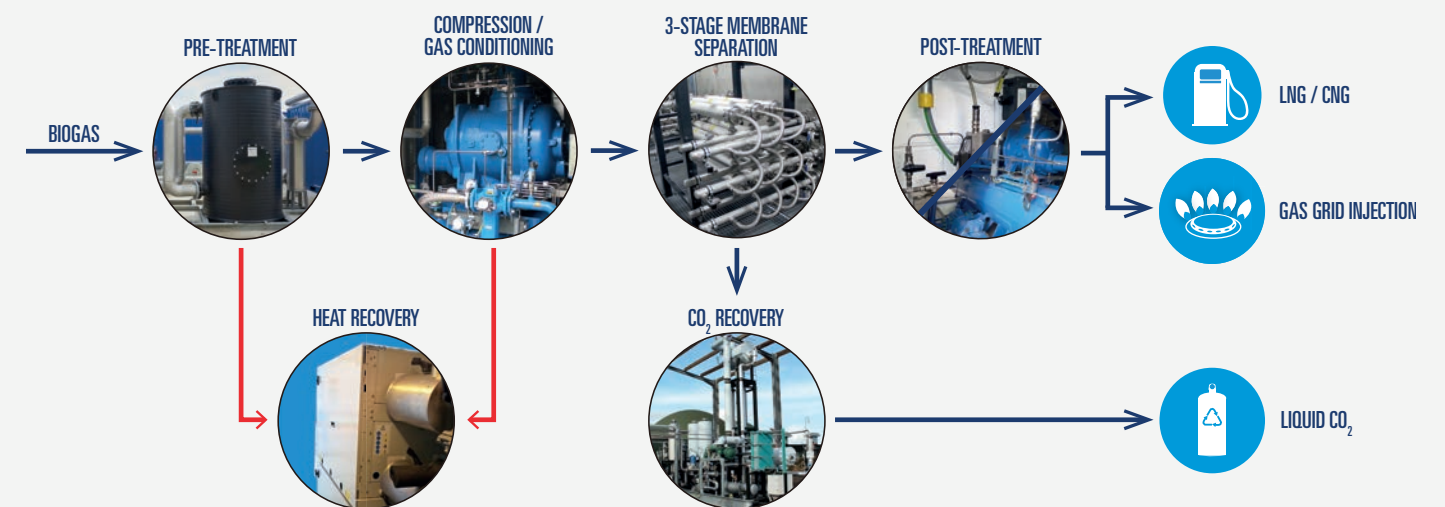 COMPRESSION /
GAS CONDITIONING
3-STAGE MEMBRANE
SEPARATION
PRE-TREATMENT
POST-TREATMENT
BIOGAS
LNG / CNG
GAS GRID INJECTION
HEAT RECOVERY
CO₂ RECOVERY
LIQUID CO₂